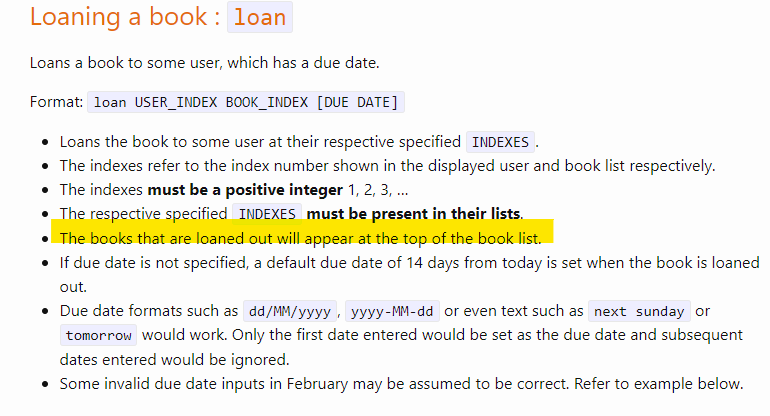 Loaning a book : loan
Loans a book to some user, which has a due date.
Format: loan USER_INDEX BOOK_INDEX [DUE DATE]
• Loans the book to some user at their respective specified INDEXES.
• The indexes refer to the index number shown in the displayed user and book list respectively.
• The indexes must be a positive integer 1, 2, 3, ...
• The respective specified INDEXES must be present in their lists.
• The books that are loaned out will appear at the top of the book list.
• If due date is not specified, a default due date of 14 days from today is set when the book is loaned
out.
• Due date formats such as dd/MM/yyyy, yyyy-MM-dd or even text such as next sunday or
tomorrow would work. Only the first date entered would be set as the due date and subsequent
dates entered would be ignored.
• Some invalid due date inputs in February may be assumed to be correct. Refer to example below.